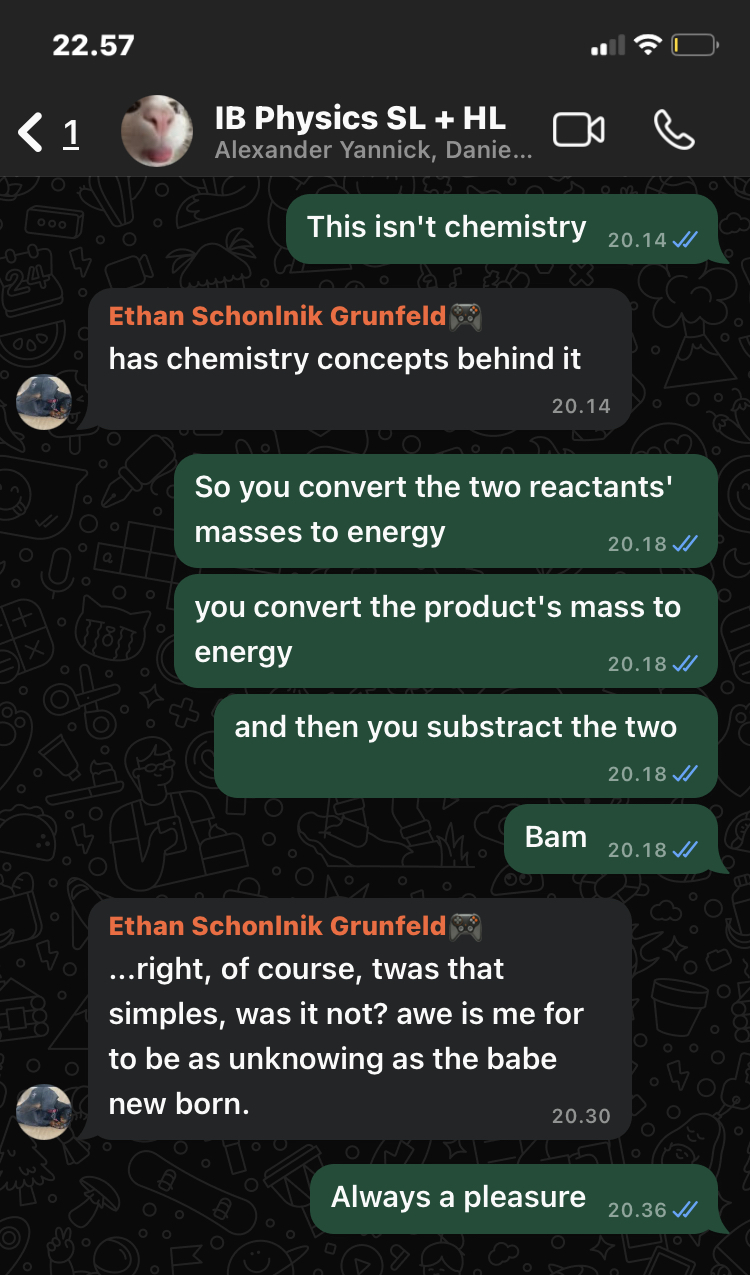 22.57
1
IB Physics SL + HL
Alexander Yannick, Danie...
This isn't chemistry
20.14
Ethan Schonlnik Grunfeld🎮
has chemistry concepts behind it
20.14
So you convert the two reactants'
masses to energy
20.18
you convert the product's mass to
energy
20.18
and then you substract the two
20.18
Bam
20.18
Ethan Schonlnik Grunfeld🎮
...right, of course, twas that
simples, was it not? awe is me for
to be as unknowing as the babe
new born.
20.30
Always a pleasure
20.36